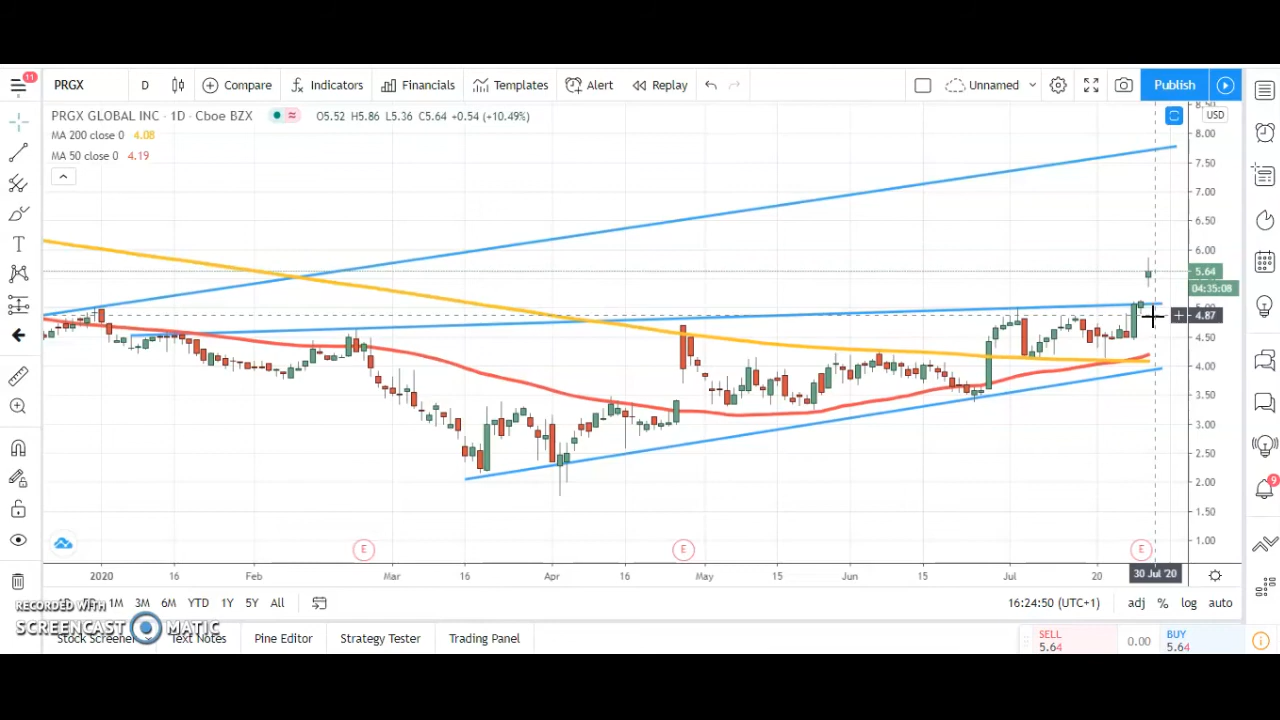 11
PRGX D Compare Indicators Financials Templates Alert Replay Unnamed Publish
PRGX GLOBAL INC · 1D · Cboe BZX ≈ O5.52 H5.86 L5.36 C5.64 +0.54 (+10.49%) USD
MA 200 close 0 4.08
MA 50 close 0 4.19
8.50
8.00
7.50
7.00
6.50
6.00
5.64
04:35:08
5.00
4.87
4.50
4.00
3.50
3.00
2.50
2.00
1.50
1.00
9
E E E
2020 16 Feb Mar 16 Apr 16 May 15 Jun 15 Jul 20 30 Jul '20
1M 3M 6M YTD 1Y 5Y All 16:24:50 (UTC+1) adj % log auto
RECORDED WITH
SCREENCAST MATIC
Stock Screener Text Notes Pine Editor Strategy Tester Trading Panel
SELL 5.64 0.00 BUY 5.64